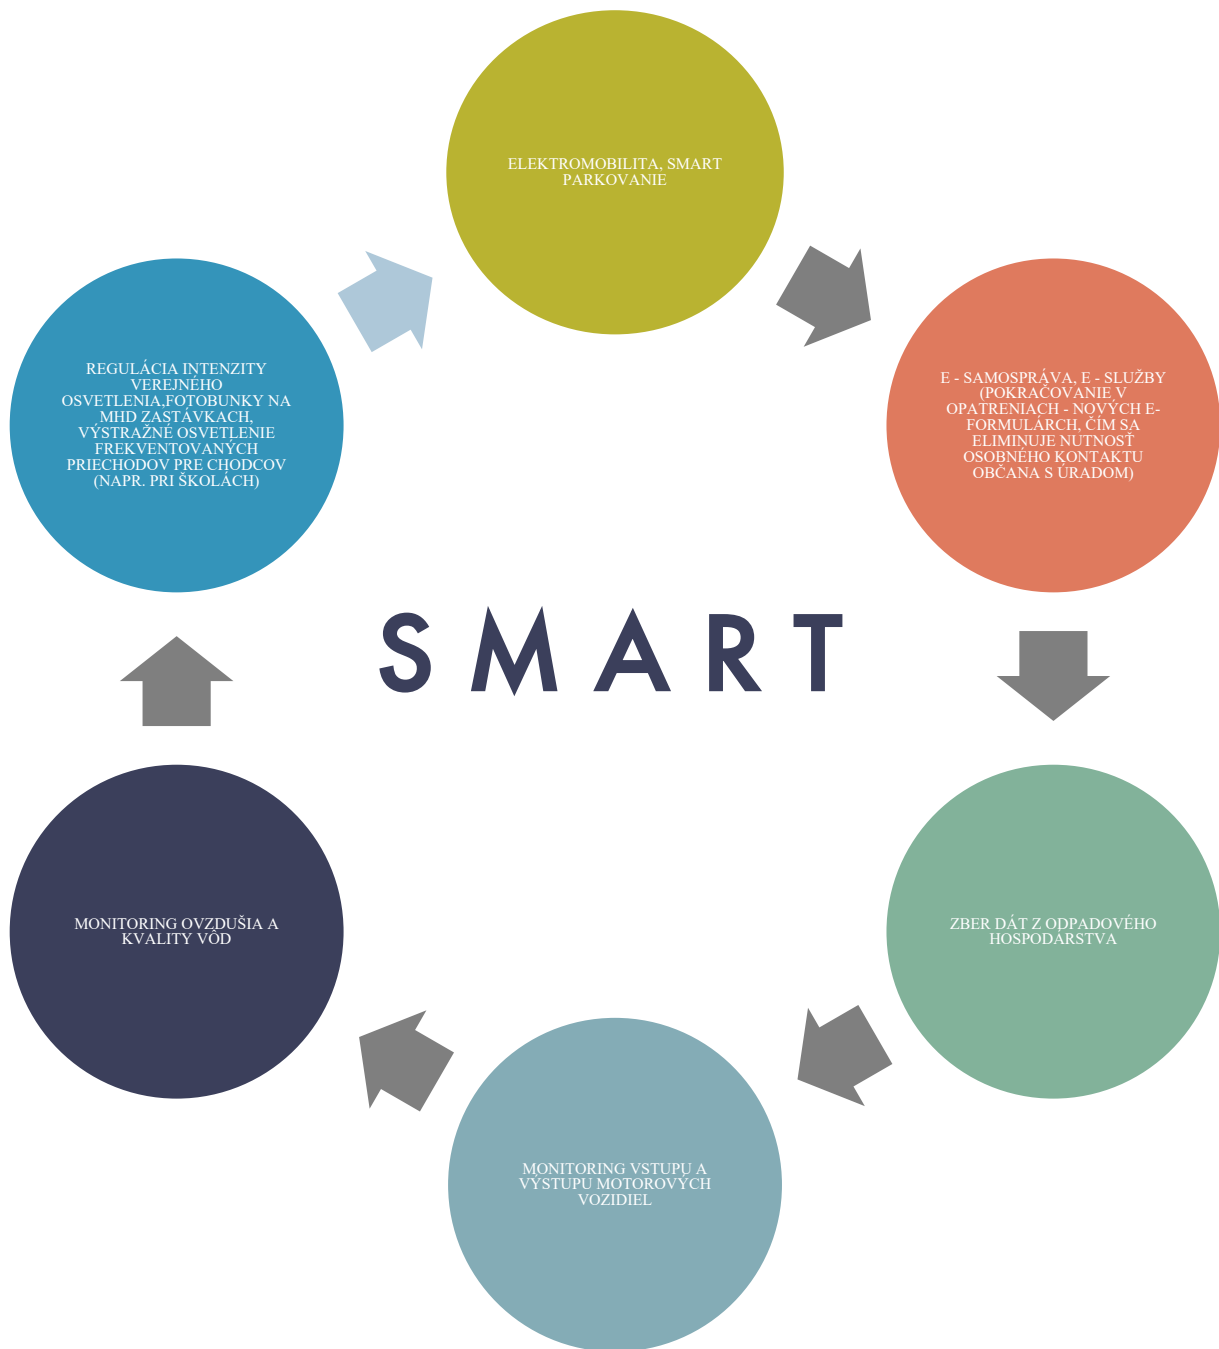 ELEKTROMOBILITA, SMART
PARKOVANIE
E - SAMOSPRÁVA, E - SLUŽBY
(POKRAČOVANIE V
OPATRENIACH - NOVÝCH E-
FORMULÁRCH, ČÍM SA
ELIMINUJE NUTNOSŤ
OSOBNÉHO KONTAKTU
OBČANA S ÚRADOM)
ZBER DÁT Z ODPADOVÉHO
HOSPODÁRSTVA
MONITORING VSTUPU A
VÝSTUPU MOTOROVÝCH
VOZIDIEL
MONITORING OVZDUŠIA A
KVALITY VÔD
REGULÁCIA INTENZITY
VEREJNÉHO
OSVETLENIA,FOTOBUNKY NA
MHD ZASTÁVKACH,
VÝSTRAŽNÉ OSVETLENIE
FREKVENTOVANÝCH
PRIECHODOV PRE CHODCOV
(NAPR. PRI ŠKOLÁCH)
SMART